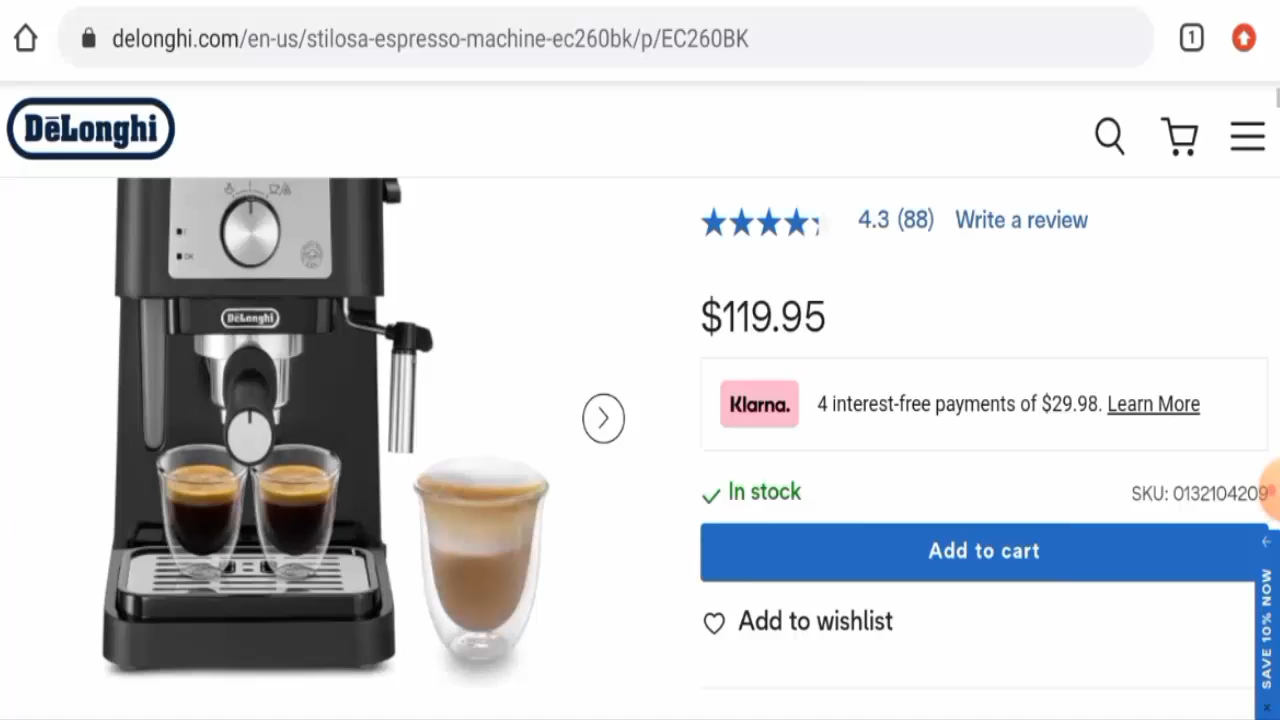 delonghi.com/en-us/stilosa-espresso-machine-ec260bk/p/EC260BK
1
DēLonghi
4.3 (88) Write a review
$119.95
Klarna. 4 interest-free payments of $29.98. Learn More
In stock
SKU: 0132104209
Add to cart
Add to wishlist
SAVE 10% NOW
x
OK
DēLonghi